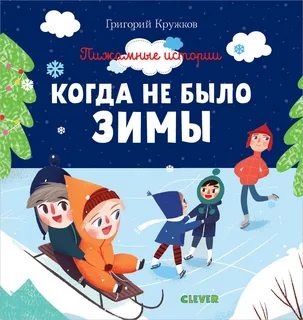 Григорий Кружков
Пижамные истории
КОГДА НЕ БЫЛО
ЗИМЫ
CLEVER